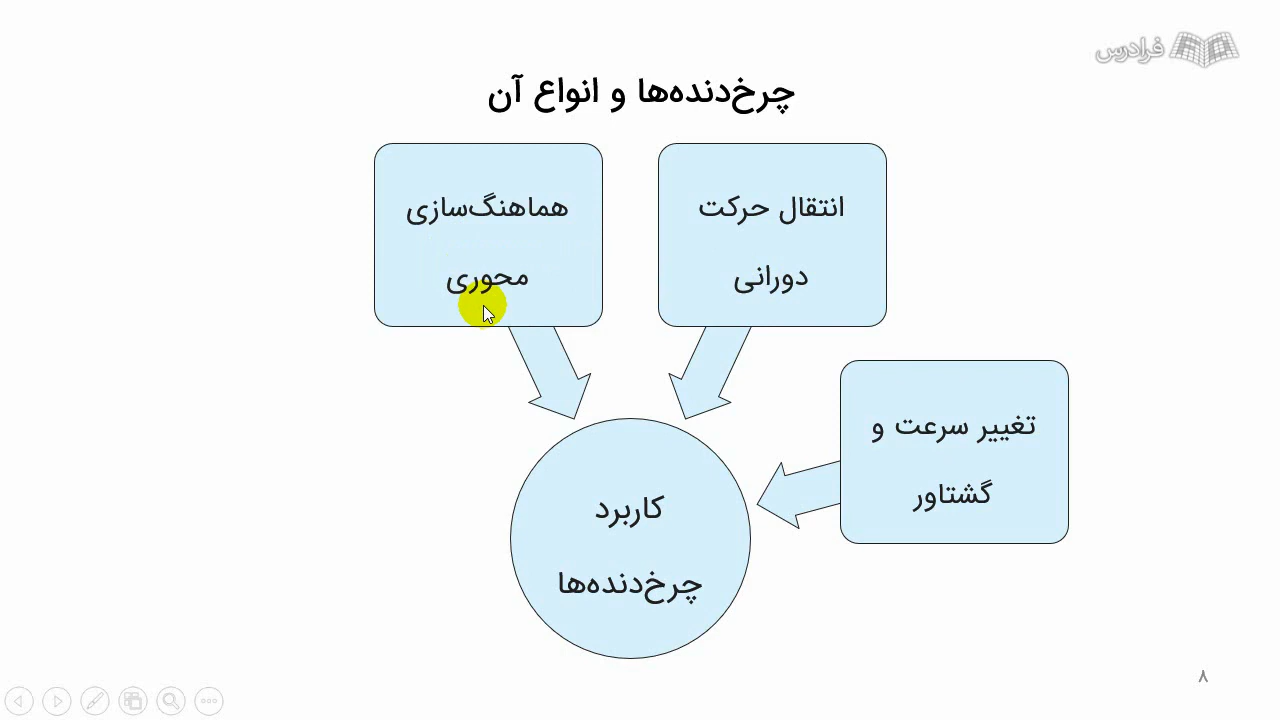 فرادرس
چرخ‌دنده‌ها و انواع آن
انتقال حرکت
دورانی
هماهنگ‌سازی
محوری
تغییر سرعت و
گشتاور
کاربرد
چرخ‌دنده‌ها
۸